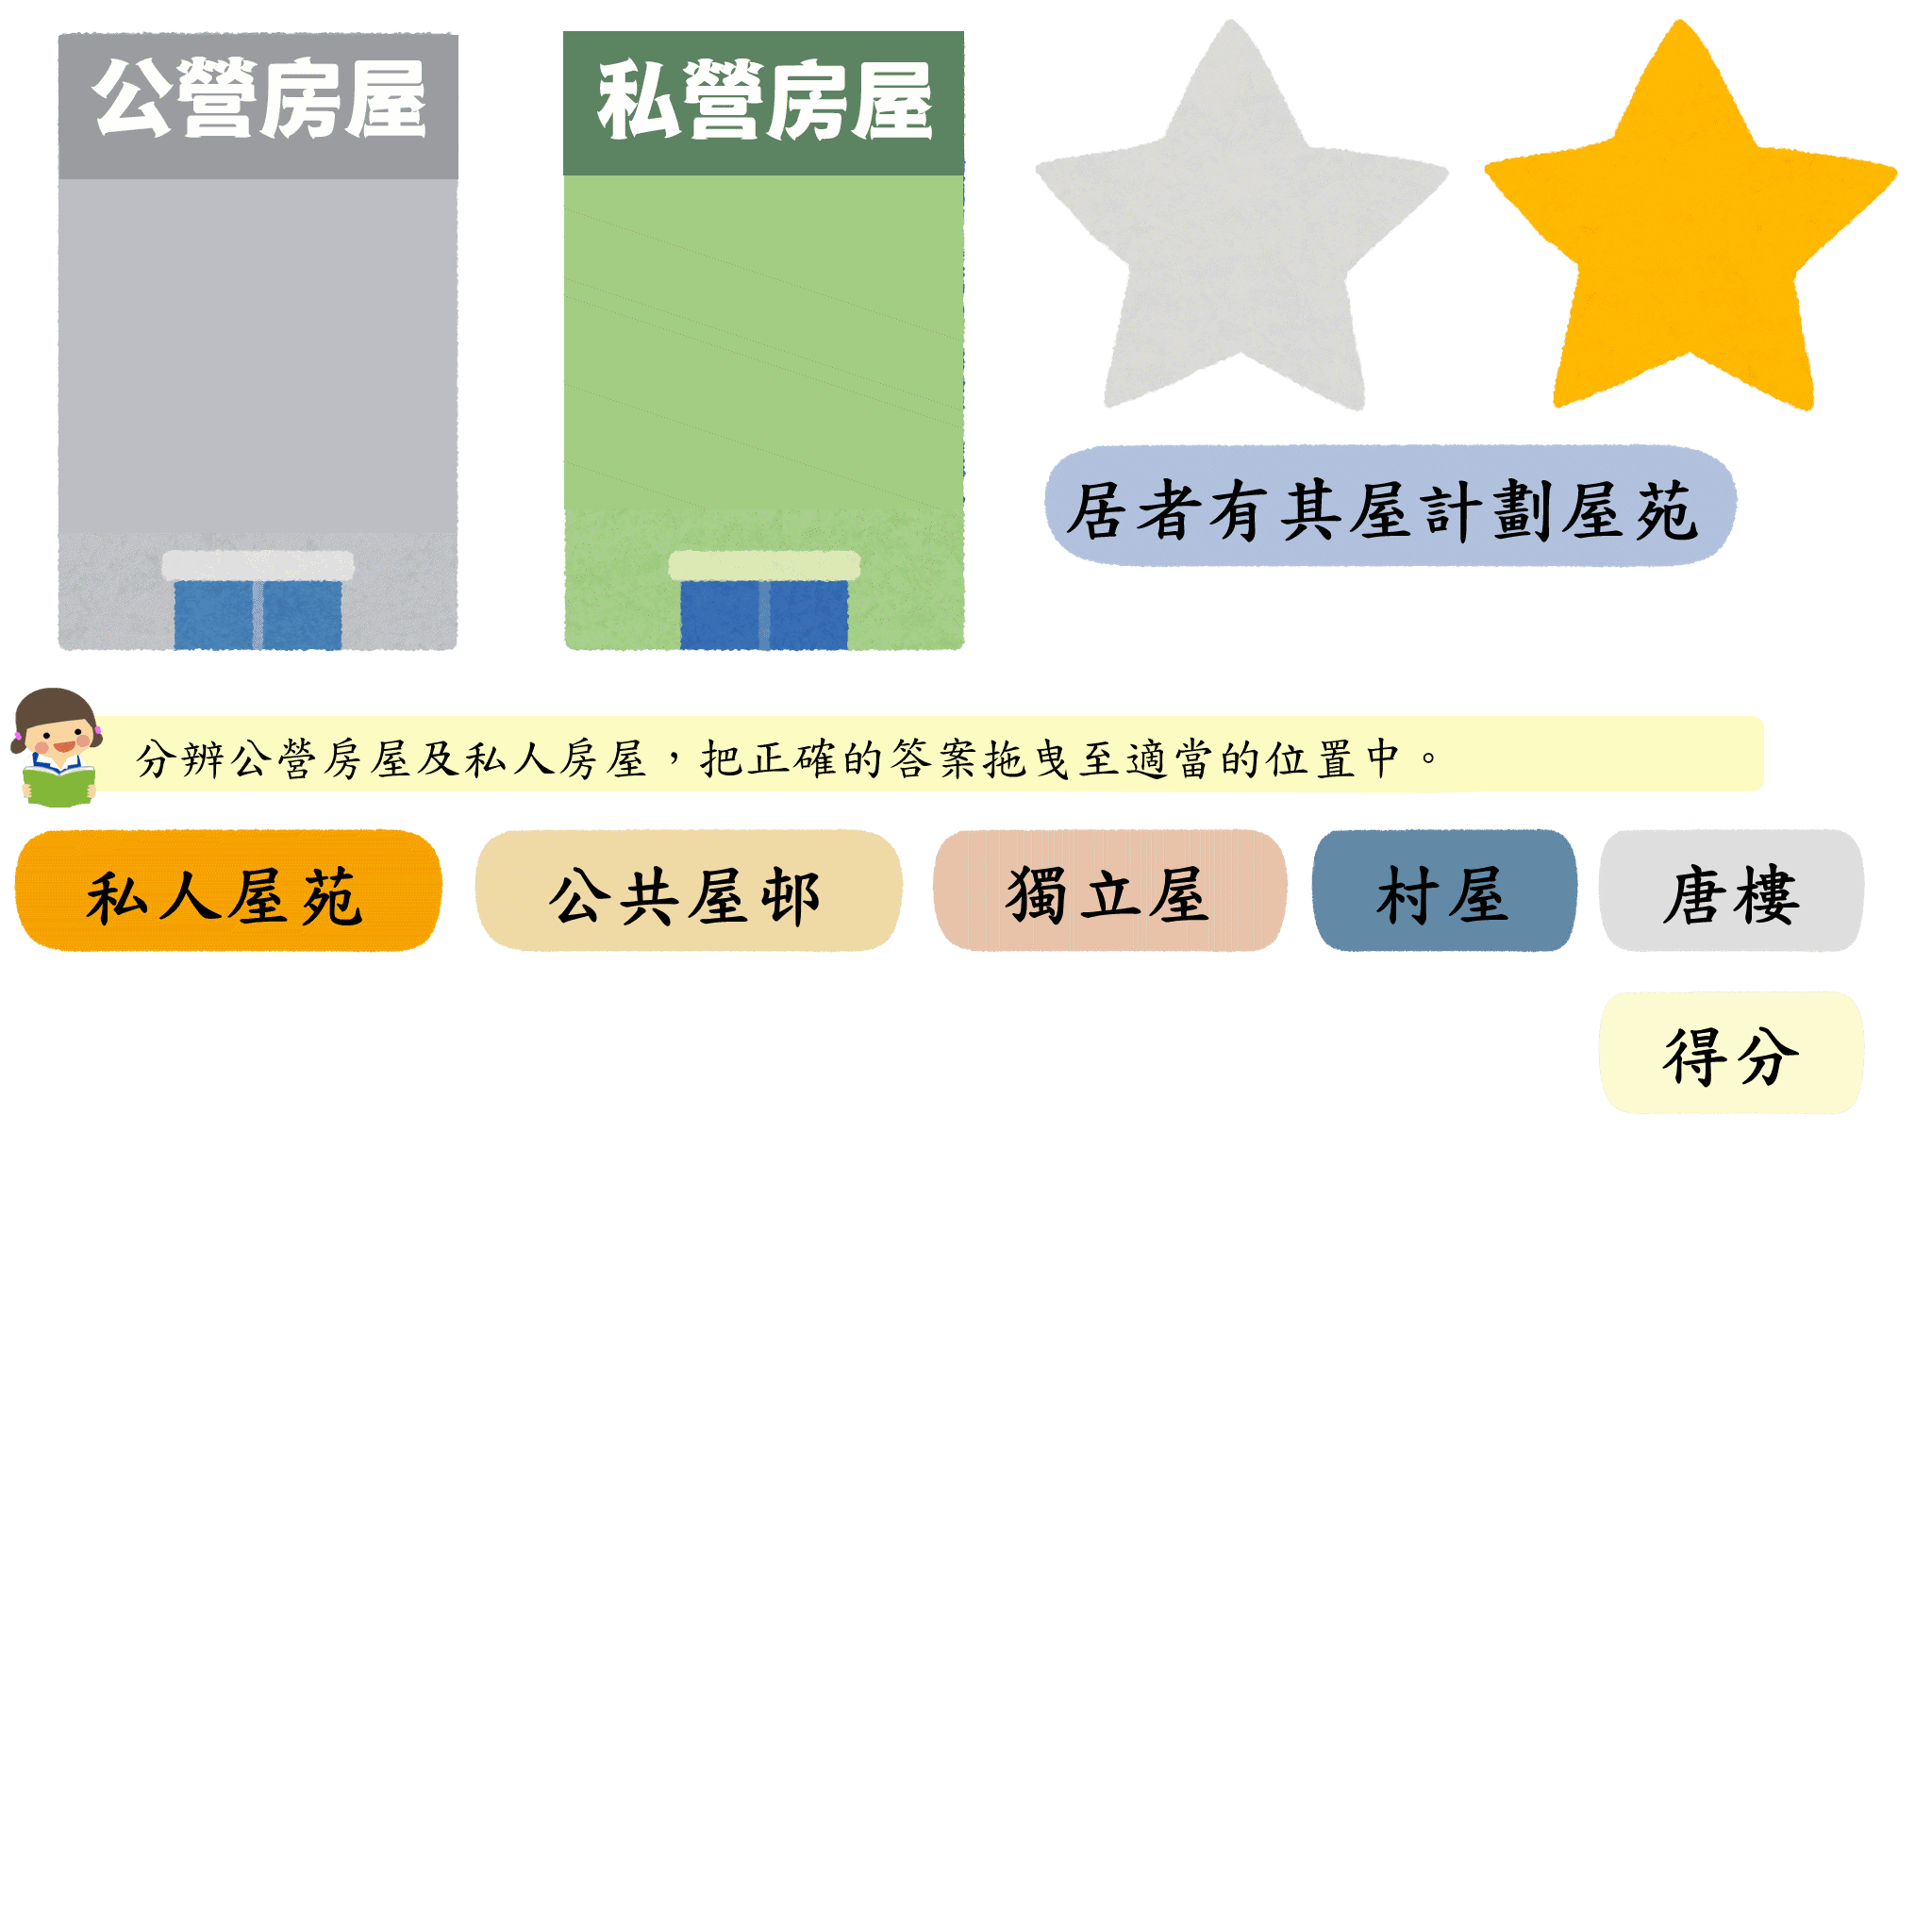 公營房屋
私營房屋
居者有其屋計劃屋苑
分辨公營房屋及私人房屋，把正確的答案拖曳至適當的位置中。
私人屋苑
公共屋邨
獨立屋
村屋
唐樓
得分